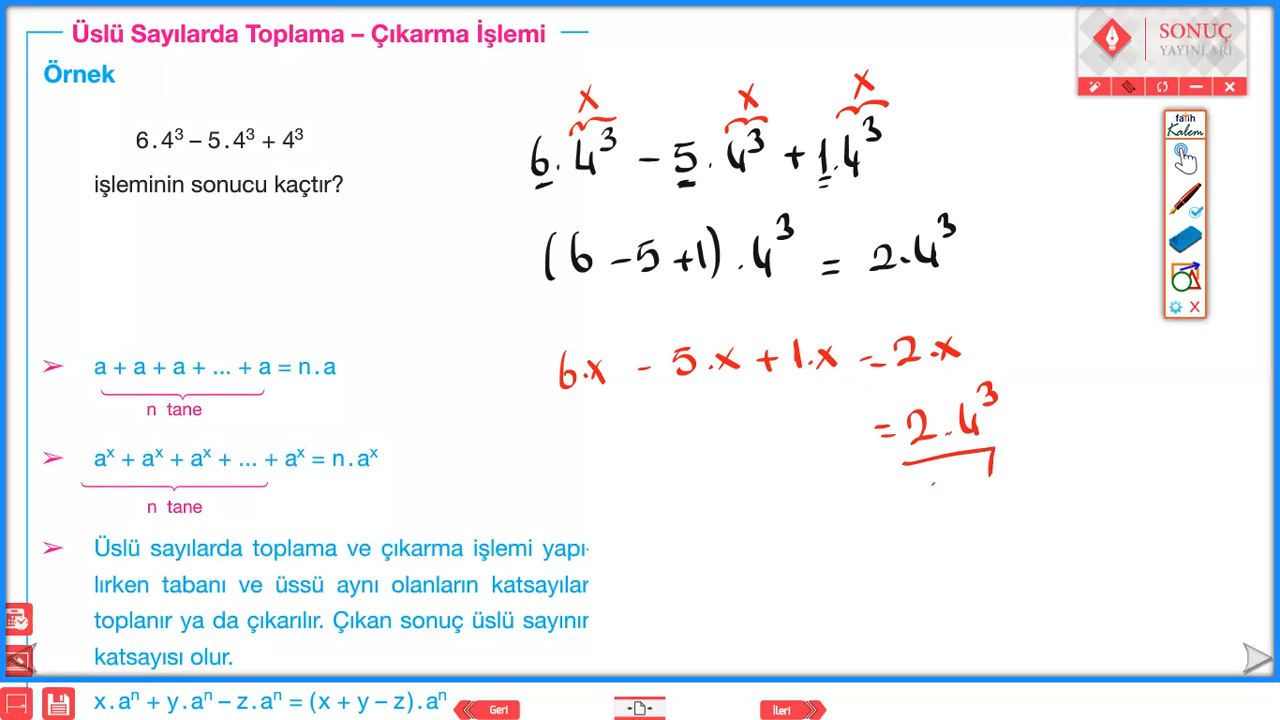 Üslü Sayılarda Toplama – Çıkarma İşlemi
SONUÇ
YAYINLARI
Örnek
6 . 4³ – 5 . 4³ + 4³
işleminin sonucu kaçtır?
x x x
6 . 4³ – 5 . 4³ + 1 . 4³
(6 – 5 + 1) . 4³ = 2 . 4³
6.x – 5.x + 1.x = 2.x
= 2 . 4³
fatih
Kalem
X
➢ a + a + a + ... + a = n . a
n tane
➢ aˣ + aˣ + aˣ + ... + aˣ = n . aˣ
n tane
➢ Üslü sayılarda toplama ve çıkarma işlemi yapı-
lırken tabanı ve üssü aynı olanların katsayılar
toplanır ya da çıkarılır. Çıkan sonuç üslü sayının
katsayısı olur.
x . aⁿ + y . aⁿ – z . aⁿ = (x + y – z) . aⁿ
Geri
İleri